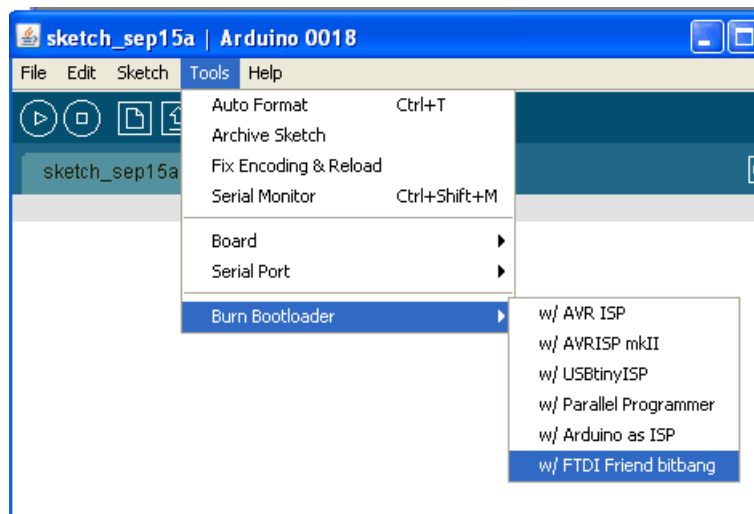 sketch_sep15a | Arduino 0018
File Edit Sketch Tools Help
Auto Format Ctrl+T
Archive Sketch
sketch_sep15a
Fix Encoding & Reload
Serial Monitor Ctrl+Shift+M
Board
Serial Port
Burn Bootloader
w/ AVR ISP
w/ AVRISP mkII
w/ USBtinyISP
w/ Parallel Programmer
w/ Arduino as ISP
w/ FTDI Friend bitbang